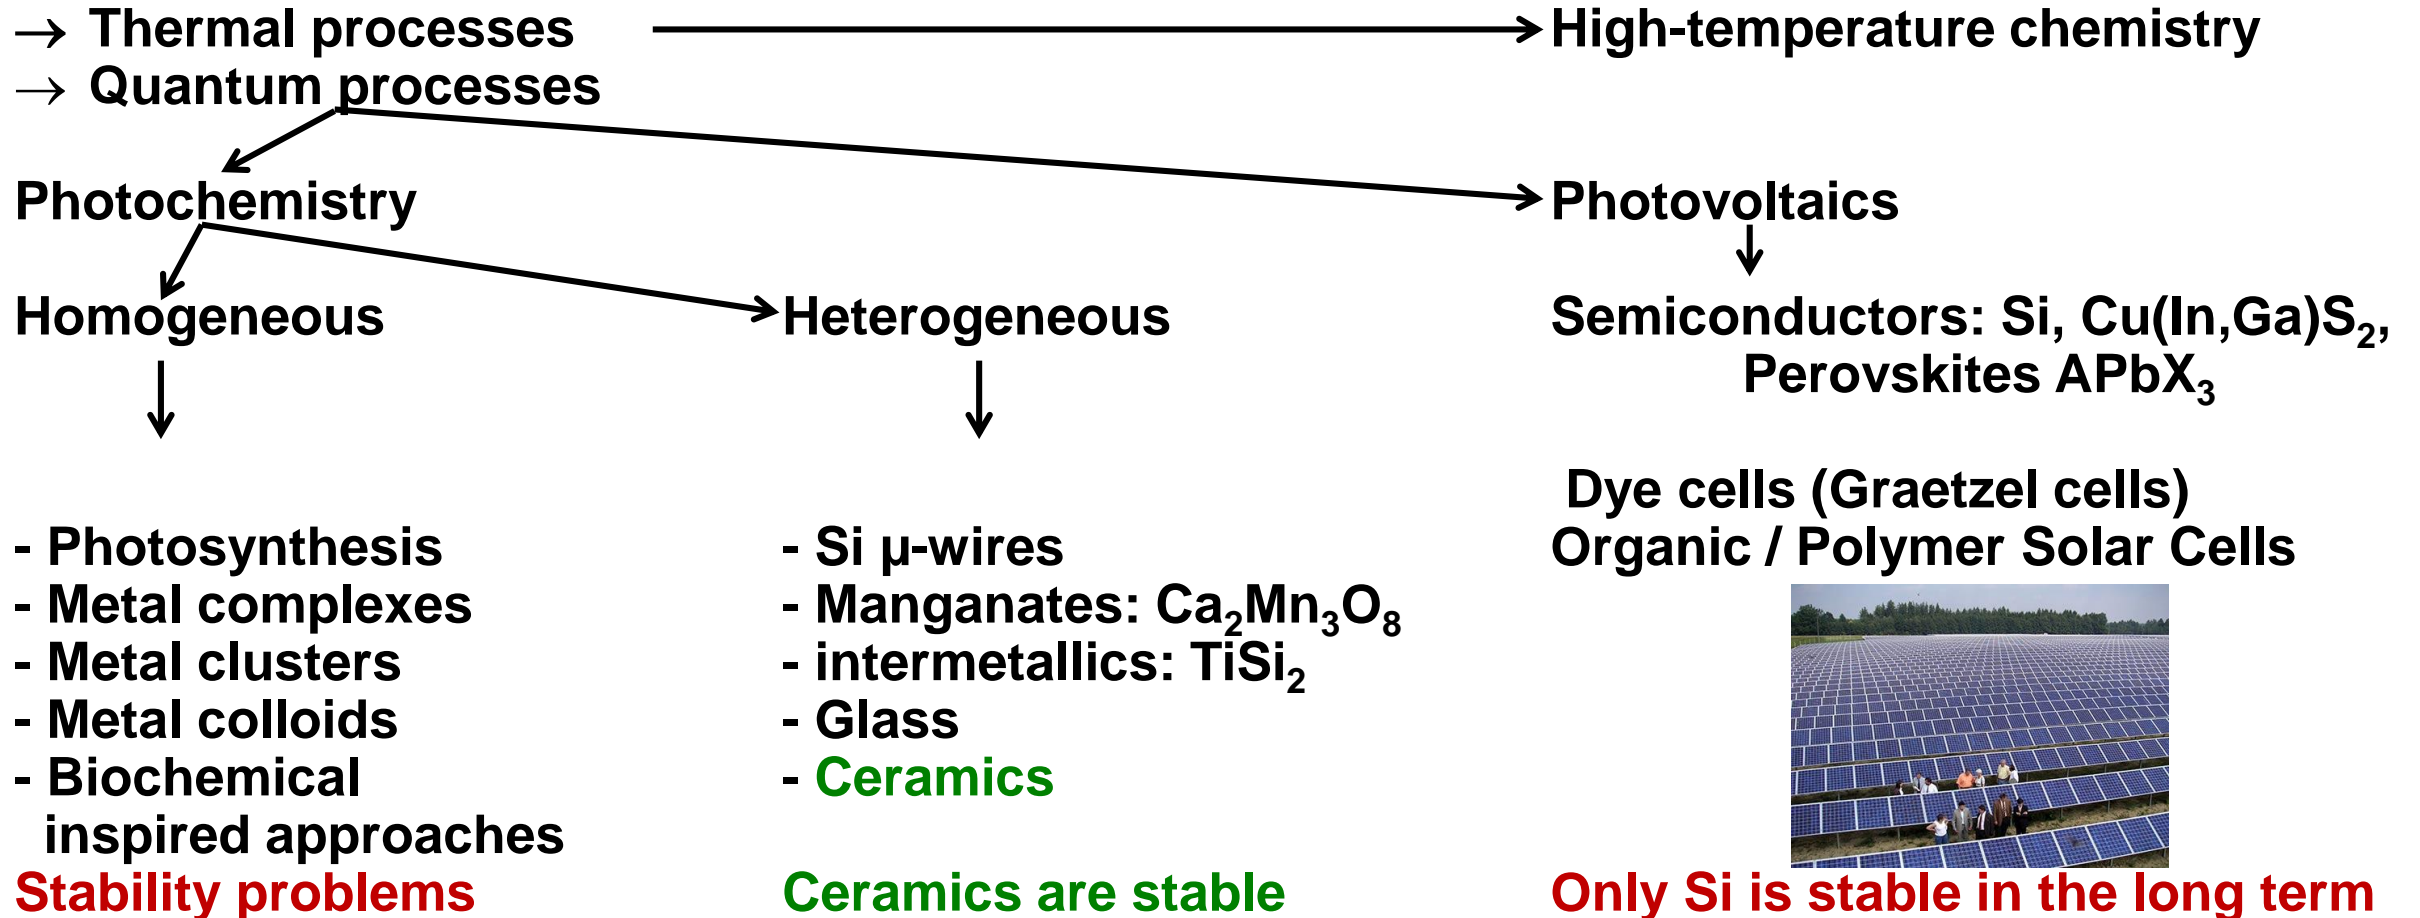 → Thermal processes
High-temperature chemistry
→ Quantum processes
Photochemistry
Photovoltaics
Homogeneous
Heterogeneous
Semiconductors: Si, Cu(In,Ga)S₂,
Perovskites APbX₃
Dye cells (Graetzel cells)
Organic / Polymer Solar Cells
- Photosynthesis
- Metal complexes
- Metal clusters
- Metal colloids
- Biochemical
inspired approaches
Stability problems
- Si µ-wires
- Manganates: Ca₂Mn₃O₈
- intermetallics: TiSi₂
- Glass
- Ceramics
Ceramics are stable
Only Si is stable in the long term